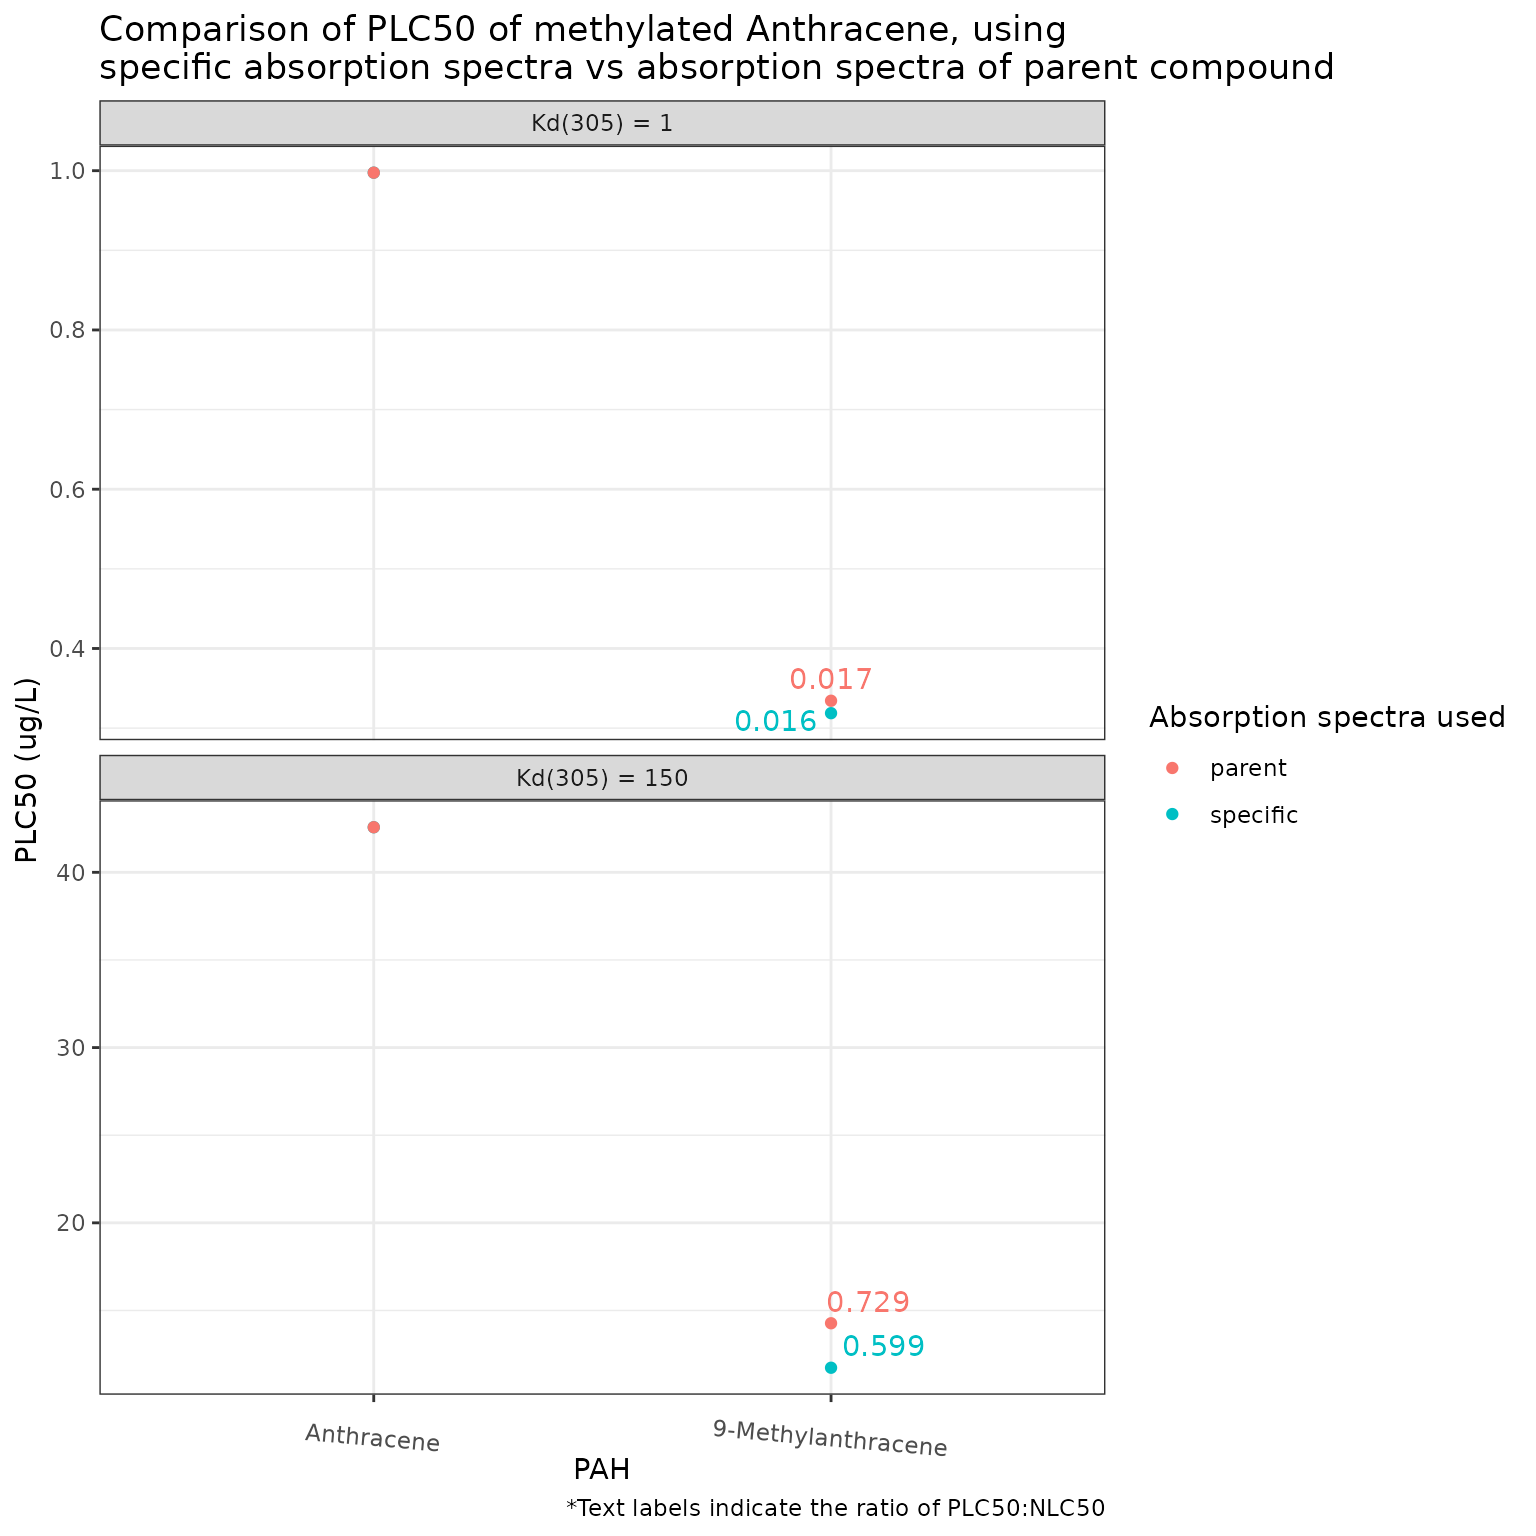 Comparison of PLC50 of methylated Anthracene, using
specific absorption spectra vs absorption spectra of parent compound
Kd(305) = 1
1.0
0.8
0.6
0.4
0.017
0.016
PLC50 (ug/L)
Kd(305) = 150
40
30
20
0.729
0.599
Anthracene
9-Methylanthracene
PAH
*Text labels indicate the ratio of PLC50:NLC50
Absorption spectra used
parent
specific